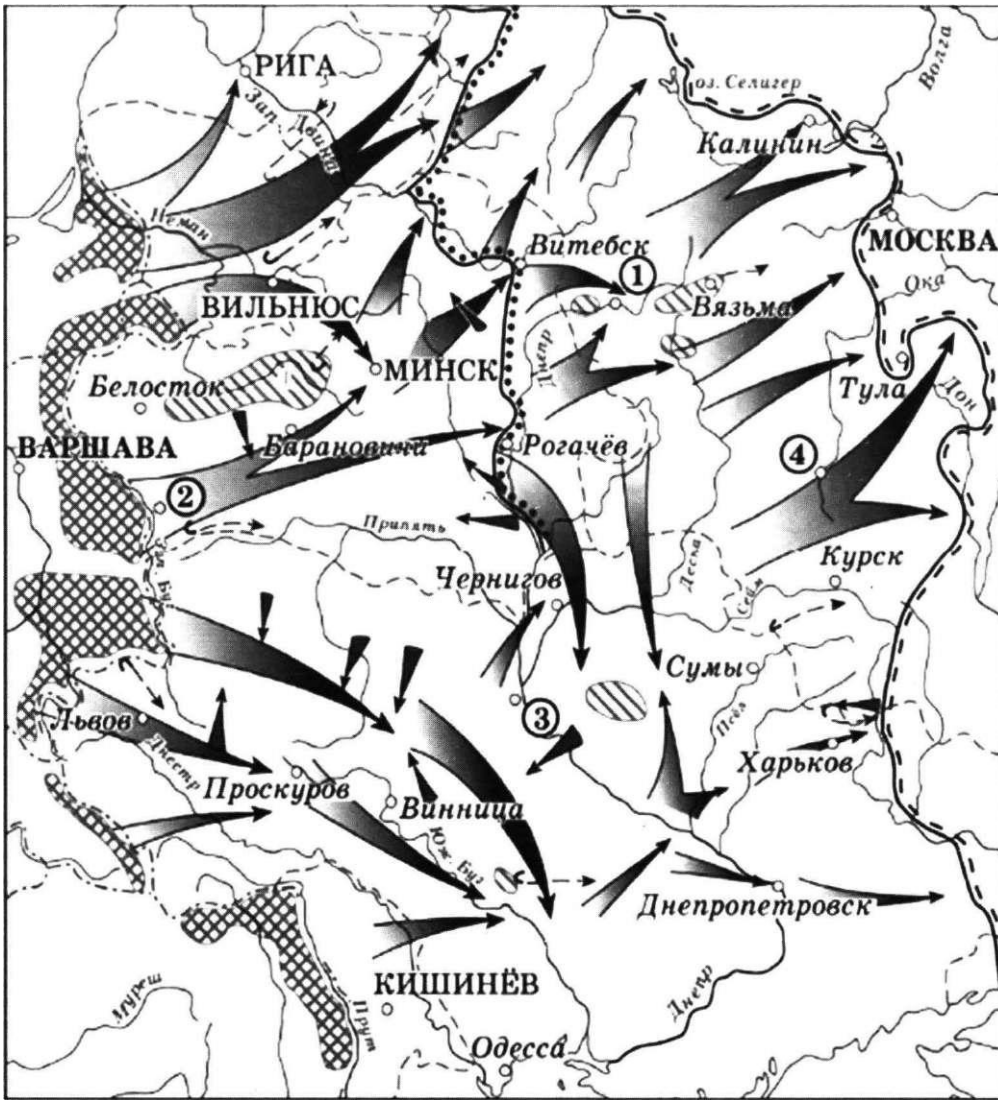 РИГА
Зап. Двина
оз. Селигер
Волга
Калинин
Неман
МОСКВА
Витебск
1
Ока
Вязьма
ВИЛЬНЮС
Днепр
МИНСК
Белосток
Тула
Дон
Барановичи
ВАРШАВА
Рогачёв
4
2
Припять
Зап. Буг
Десна
Курск
Чернигов
Сейм
Сумы
3
Львов
Псёл
Днестр
Харьков
Проскуров
Винница
Юж. Буг
Днепропетровск
КИШИНЁВ
Муреш
Прут
Днепр
Одесса